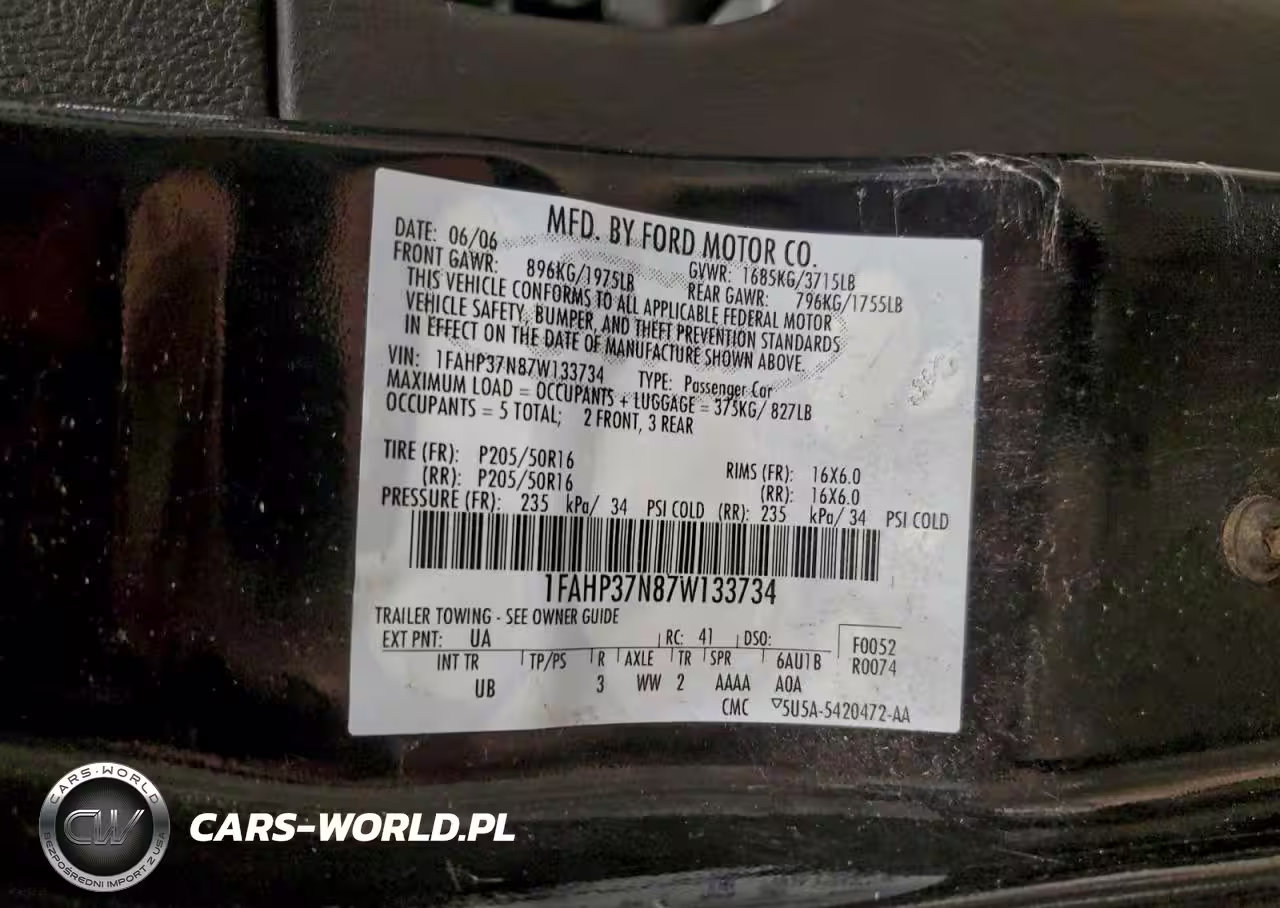 MFD. BY FORD MOTOR CO.
DATE: 06/06 GVWR: 1685KG/3715LB
FRONT GAWR: 896KG/1975LB REAR GAWR: 796KG/1755LB
THIS VEHICLE CONFORMS TO ALL APPLICABLE FEDERAL MOTOR
VEHICLE SAFETY, BUMPER, AND THEFT PREVENTION STANDARDS
IN EFFECT ON THE DATE OF MANUFACTURE SHOWN ABOVE.
VIN: 1FAHP37N87W133734 TYPE: Passenger Car
MAXIMUM LOAD = OCCUPANTS + LUGGAGE = 375KG/ 827LB
OCCUPANTS = 5 TOTAL; 2 FRONT, 3 REAR
TIRE (FR): P205/50R16 RIMS (FR): 16X6.0
(RR): P205/50R16 (RR): 16X6.0
PRESSURE (FR): 235 kPa/ 34 PSI COLD (RR): 235 kPa/ 34 PSI COLD
1FAHP37N87W133734
TRAILER TOWING - SEE OWNER GUIDE
EXT PNT: UA RC: 41 DSO: F0052
INT TR TP/PS R AXLE TR SPR 6AU1B R0074
UB 3 WW 2 AAAA A0A
CMC ▽5U5A-5420472-AA
CARS-WORLD
CW
BEZPOŚREDNI IMPORT Z USA
CARS-WORLD.PL